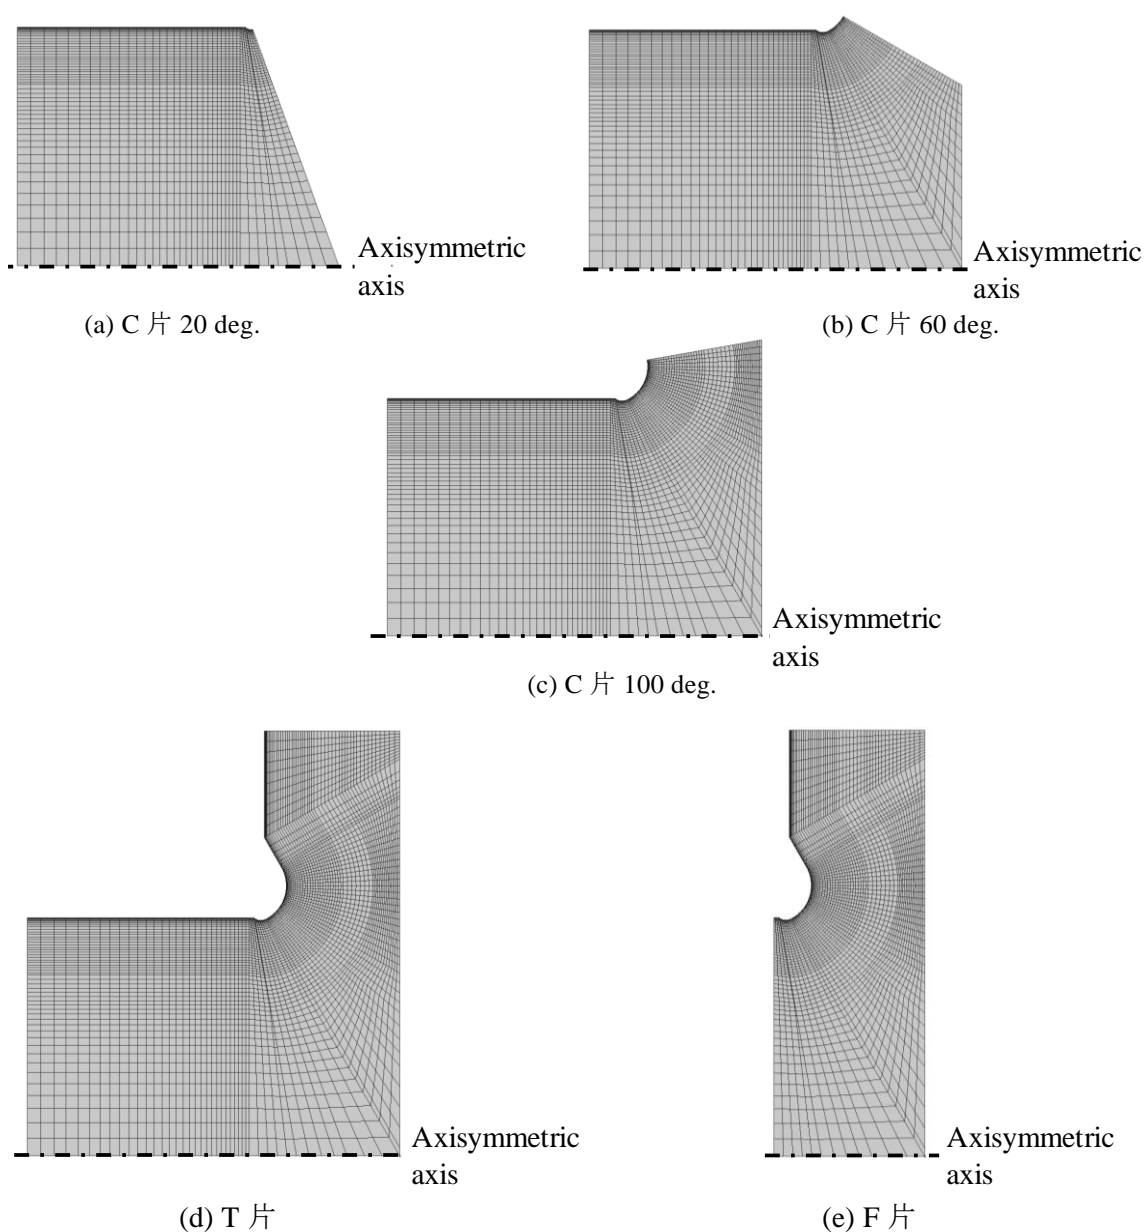 Axisymmetric
axis
(a) C 片 20 deg.
Axisymmetric
axis
(b) C 片 60 deg.
Axisymmetric
axis
(c) C 片 100 deg.
Axisymmetric
axis
(d) T 片
Axisymmetric
axis
(e) F 片